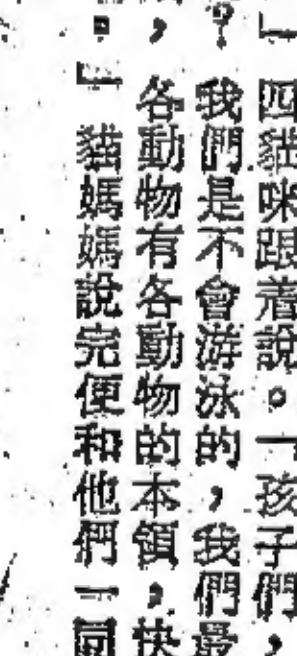 」四貓咪跟着說。「孩子們，
？我們是不會游泳的，我們最
，各動物有各動物的本領，快
。」貓媽媽說完便和他們一同